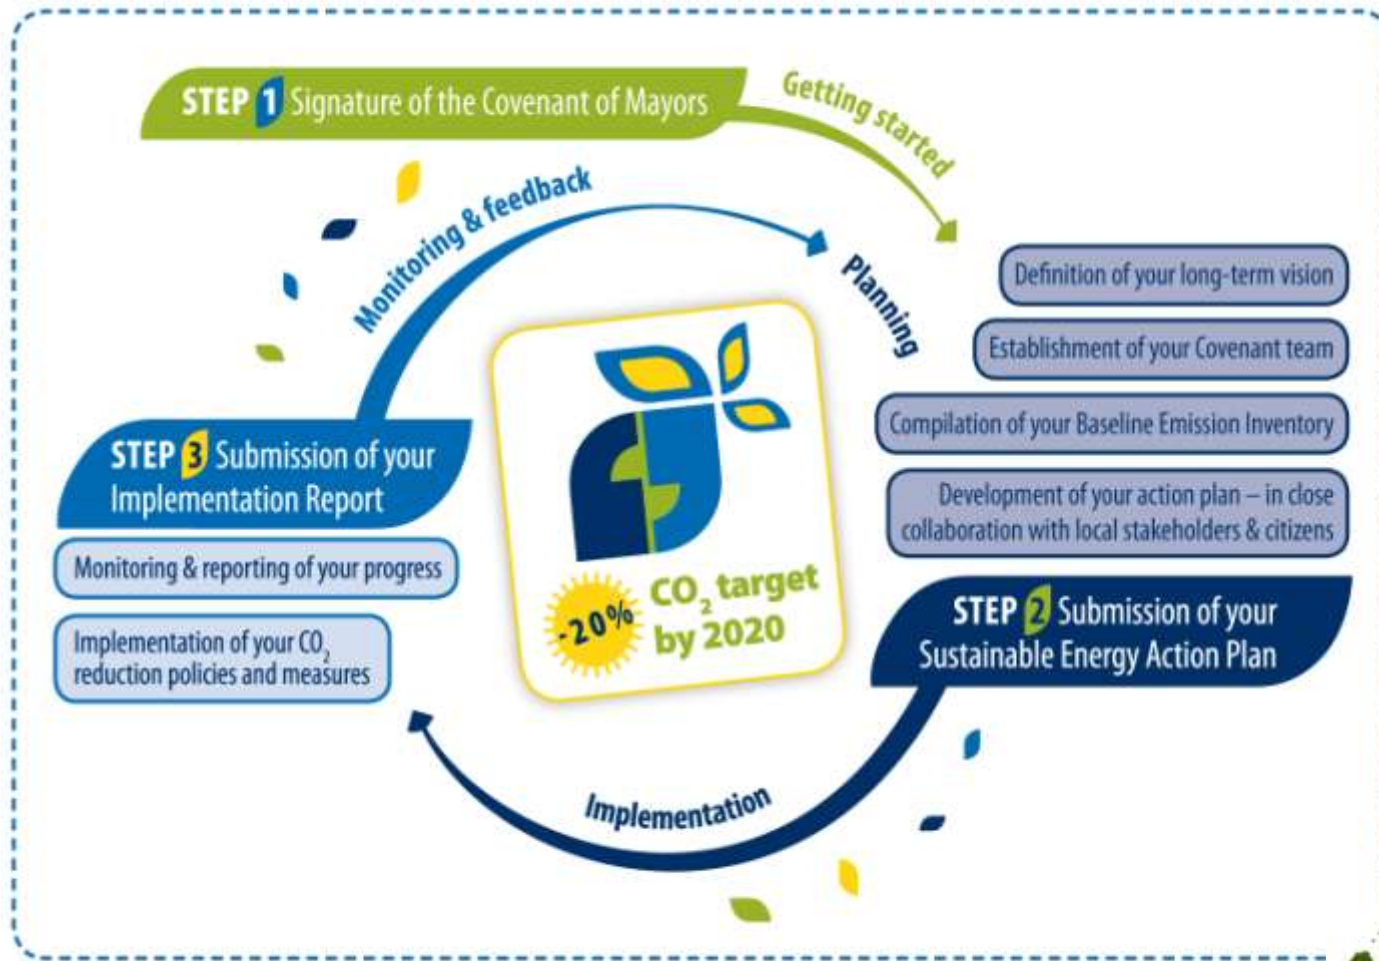 STEP 1 Signature of the Covenant of Mayors
Getting started
Monitoring & feedback
Planning
Definition of your long-term vision
Establishment of your Covenant team
Compilation of your Baseline Emission Inventory
Development of your action plan – in close
collaboration with local stakeholders & citizens
STEP 2 Submission of your
Sustainable Energy Action Plan
Implementation
STEP 3 Submission of your
Implementation Report
Monitoring & reporting of your progress
Implementation of your CO₂
reduction policies and measures
-20%
CO₂ target
by 2020